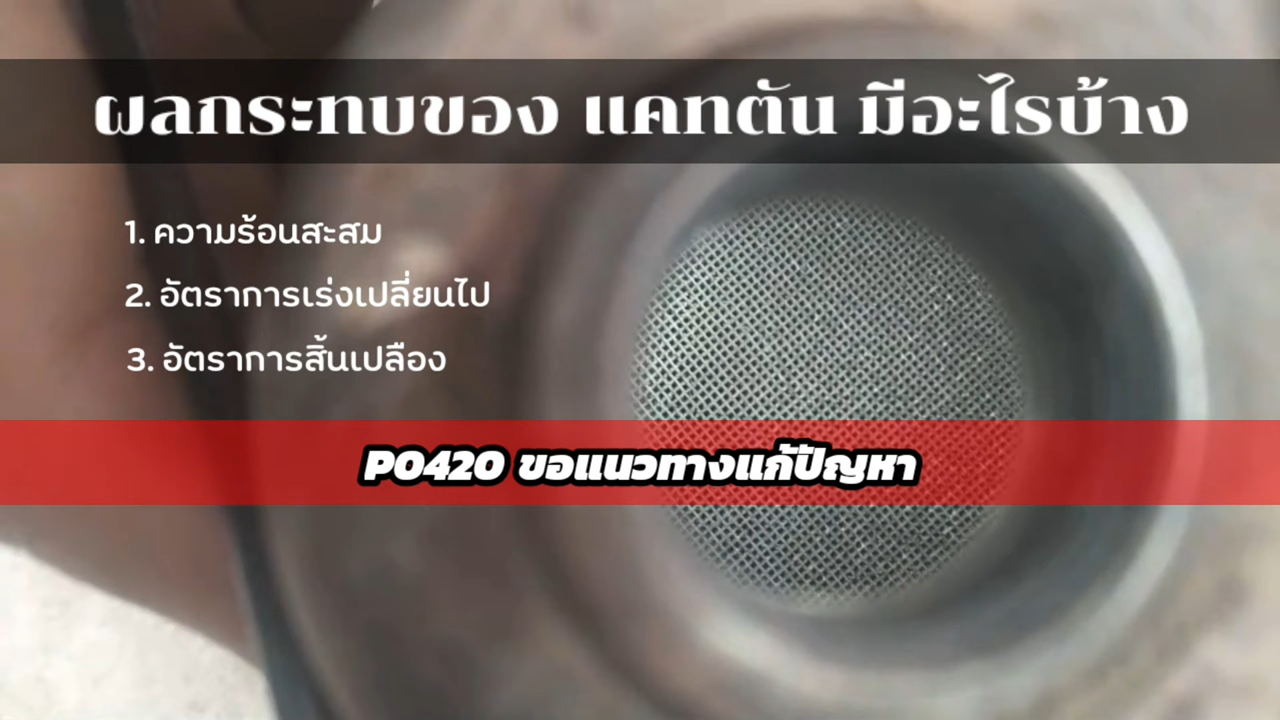 ผลกระทบของ แคทตัน มีอะไรบ้าง
1. ความร้อนสะสม
2. อัตราการเร่งเปลี่ยนไป
3. อัตราการสิ้นเปลือง
P0420 ขอแนวทางแก้ปัญหา